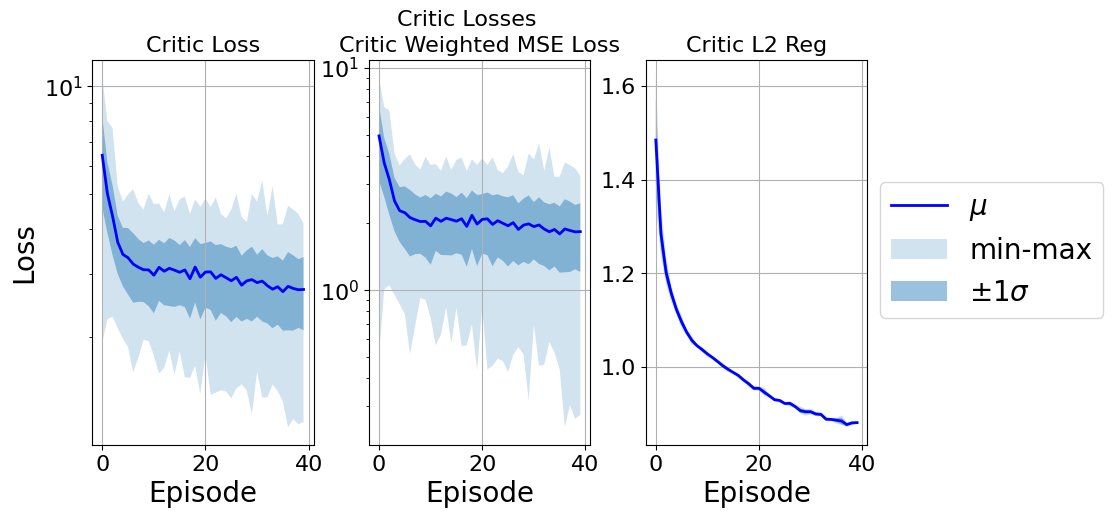 Critic Losses
Critic Loss
Critic Weighted MSE Loss
Critic L2 Reg
Loss
10¹
10¹
10⁰
1.6
1.4
1.2
1.0
0 20 40
0 20 40
0 20 40
Episode
Episode
Episode
μ
min-max
±1σ